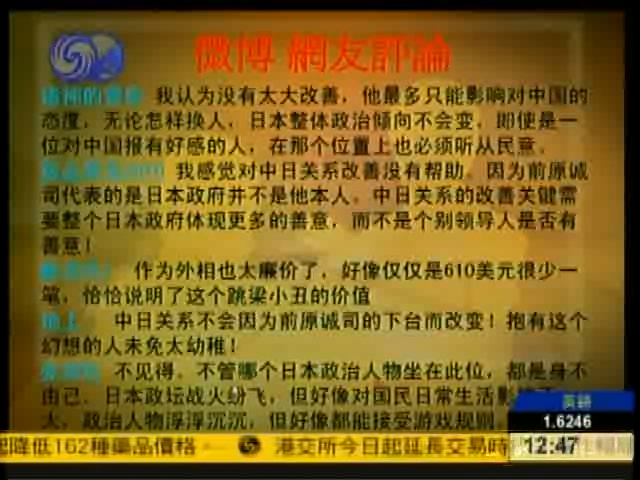 微博 網友評論
我认为没有太大改善，他最多只能影响对中国的
态度，无论怎样换人，日本整体政治倾向不会变，即使是一
位对中国报有好感的人，在那个位置上也必须听从民意。
我感觉对中日关系改善没有帮助。因为前原诚
司代表的是日本政府并不是他本人。中日关系的改善关键需
要整个日本政府体现更多的善意，而不是个别领导人是否有
善意！
作为外相也太廉价了，好像仅仅是610美元很少一
笔，恰恰说明了这个跳梁小丑的价值
中日关系不会因为前原诚司的下台而改变！抱有这个
幻想的人未免太幼稚！
不见得。不管哪个日本政治人物坐在此位，都是身不
由己。日本政坛战火纷飞，但好像对国民日常生活影
大，政治人物浮浮沉沉，但好像都能接受游戏规则。
英鎊
1.6246
降低162種藥品價格
港交所今日起延長交易時
12:47